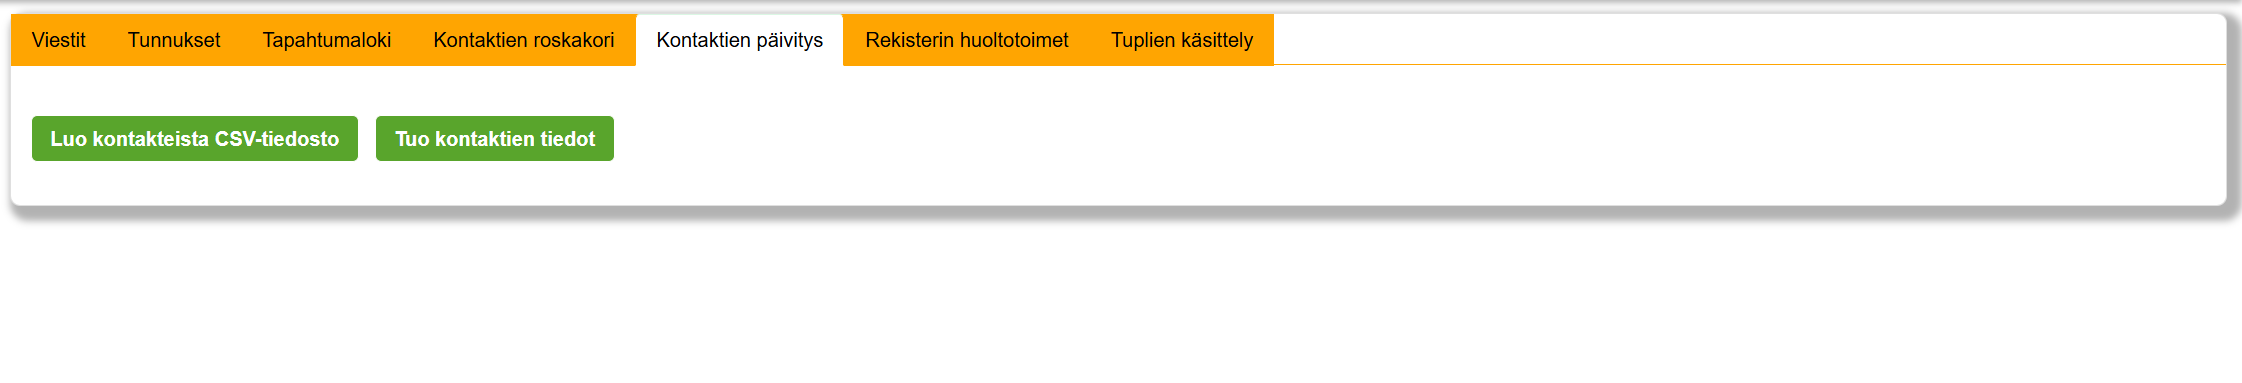 Viestit Tunnukset Tapahtumaloki Kontaktien roskakori Kontaktien päivitys Rekisterin huoltotoimet Tuplien käsittely
Luo kontakteista CSV-tiedosto Tuo kontaktien tiedot